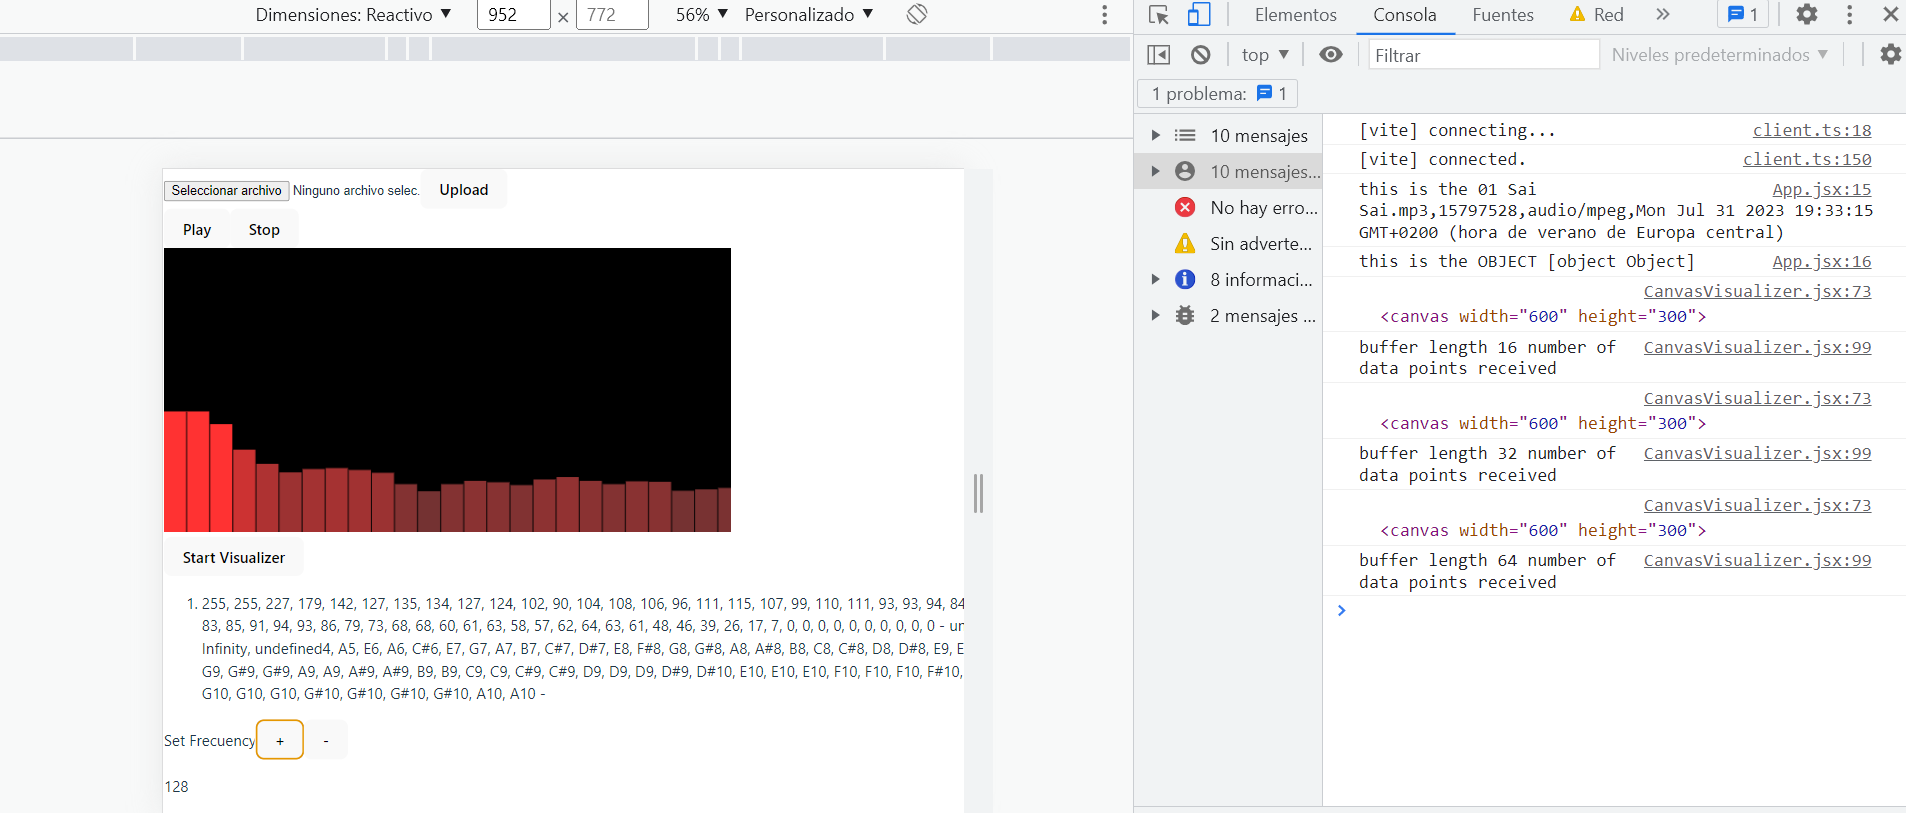 Dimensiones: Reactivo ▼ 952 × 772 56% ▼ Personalizado ▼
Elementos Consola Fuentes Red 1
top ▼ Filtrar Niveles predeterminados ▼
1 problema: 1
10 mensajes
10 mensajes...
No hay erro...
Sin adverte...
8 informaci...
2 mensajes ...
[vite] connecting... client.ts:18
[vite] connected. client.ts:150
this is the 01 Sai App.jsx:15
Sai.mp3,15797528,audio/mpeg,Mon Jul 31 2023 19:33:15
GMT+0200 (hora de verano de Europa central)
this is the OBJECT [object Object] App.jsx:16
CanvasVisualizer.jsx:73
<canvas width="600" height="300">
buffer length 16 number of CanvasVisualizer.jsx:99
data points received
CanvasVisualizer.jsx:73
<canvas width="600" height="300">
buffer length 32 number of CanvasVisualizer.jsx:99
data points received
CanvasVisualizer.jsx:73
<canvas width="600" height="300">
buffer length 64 number of CanvasVisualizer.jsx:99
data points received
Seleccionar archivo Ninguno archivo selec. Upload
Play Stop
Start Visualizer
1. 255, 255, 227, 179, 142, 127, 135, 134, 127, 124, 102, 90, 104, 108, 106, 96, 111, 115, 107, 99, 110, 111, 93, 93, 94, 84
83, 85, 91, 94, 93, 86, 79, 73, 68, 68, 60, 61, 63, 58, 57, 62, 64, 63, 61, 48, 46, 39, 26, 17, 7, 0, 0, 0, 0, 0, 0, 0, 0, 0, 0 - un
Infinity, undefined4, A5, E6, A6, C#6, E7, G7, A7, B7, C#7, D#7, E8, F#8, G8, G#8, A8, A#8, B8, C8, C#8, D8, D#8, E9, E
G9, G#9, G#9, A9, A9, A#9, A#9, B9, B9, C9, C9, C#9, C#9, D9, D9, D9, D#9, D#10, E10, E10, E10, F10, F10, F10, F#10,
G10, G10, G10, G#10, G#10, G#10, G#10, A10, A10 -
Set Frecuency + -
128